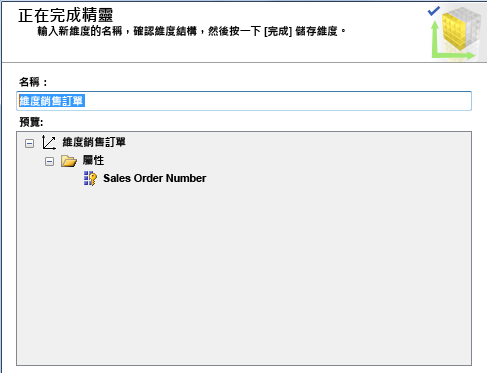 正在完成精靈
輸入新維度的名稱，確認維度結構，然後按一下 [完成] 儲存維度。
名稱：
維度銷售訂單
預覽:
維度銷售訂單
屬性
Sales Order Number